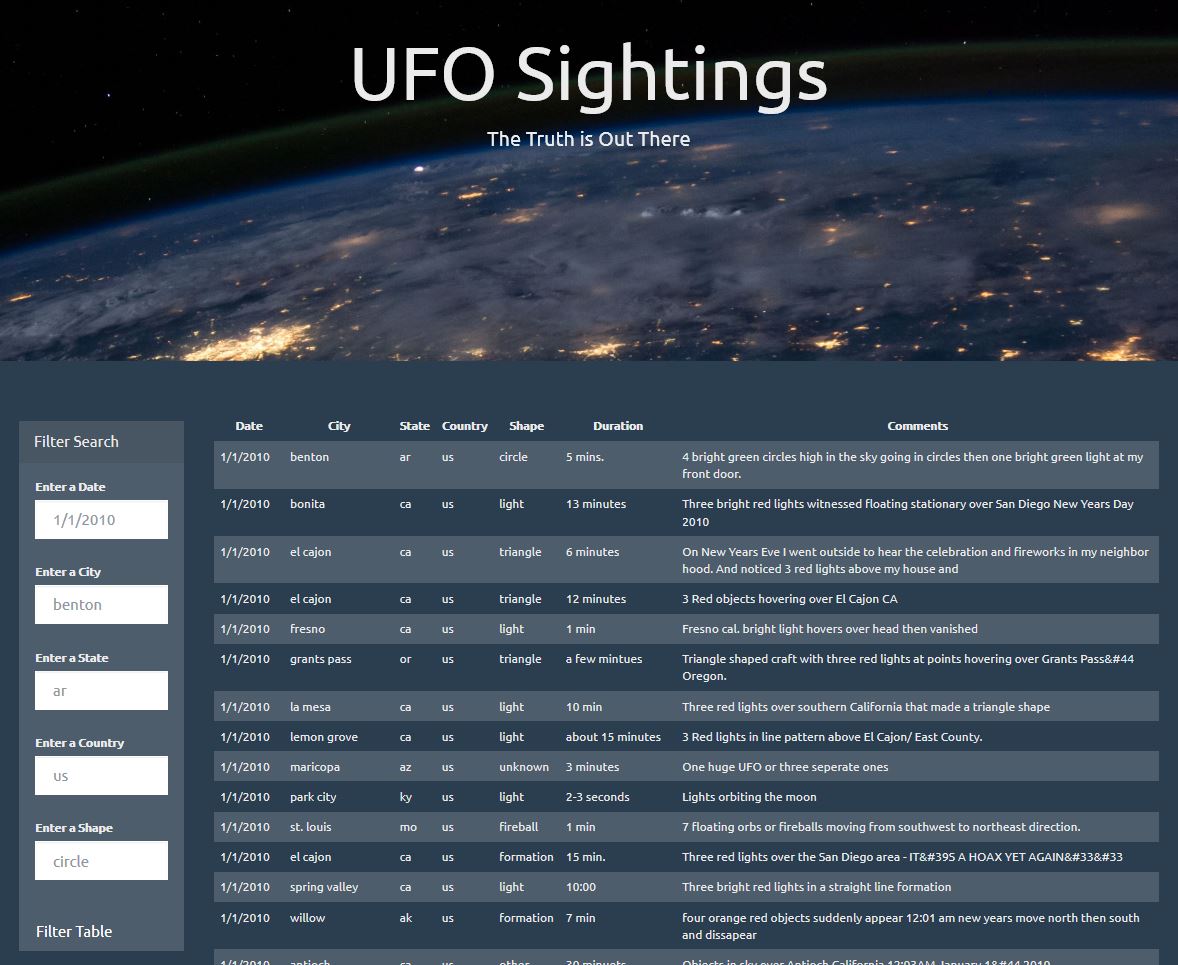 UFO Sightings
The Truth is Out There
Filter Search
Enter a Date
1/1/2010
Enter a City
benton
Enter a State
ar
Enter a Country
us
Enter a Shape
circle
Filter Table
Date City State Country Shape Duration Comments
1/1/2010 benton ar us circle 5 mins. 4 bright green circles high in the sky going in circles then one bright green light at my
front door.
1/1/2010 bonita ca us light 13 minutes Three bright red lights witnessed floating stationary over San Diego New Years Day
2010
1/1/2010 el cajon ca us triangle 6 minutes On New Years Eve I went outside to hear the celebration and fireworks in my neighbor
hood. And noticed 3 red lights above my house and
1/1/2010 el cajon ca us triangle 12 minutes 3 Red objects hovering over El Cajon CA
1/1/2010 fresno ca us light 1 min Fresno cal. bright light hovers over head then vanished
1/1/2010 grants pass or us triangle a few mintues Triangle shaped craft with three red lights at points hovering over Grants Pass&#44
Oregon.
1/1/2010 la mesa ca us light 10 min Three red lights over southern California that made a triangle shape
1/1/2010 lemon grove ca us light about 15 minutes 3 Red lights in line pattern above El Cajon/ East County.
1/1/2010 maricopa az us unknown 3 minutes One huge UFO or three seperate ones
1/1/2010 park city ky us light 2-3 seconds Lights orbiting the moon
1/1/2010 st. louis mo us fireball 1 min 7 floating orbs or fireballs moving from southwest to northeast direction.
1/1/2010 el cajon ca us formation 15 min. Three red lights over the San Diego area - IT&#39S A HOAX YET AGAIN&#33&#33
1/1/2010 spring valley ca us light 10:00 Three bright red lights in a straight line formation
1/1/2010 willow ak us formation 7 min four orange red objects suddenly appear 12:01 am new years move north then south
and dissapear
1/1/2010 antioch ca us other 30 minuets Objects in sky over Antioch California 12:03AM January 1&#44 2010